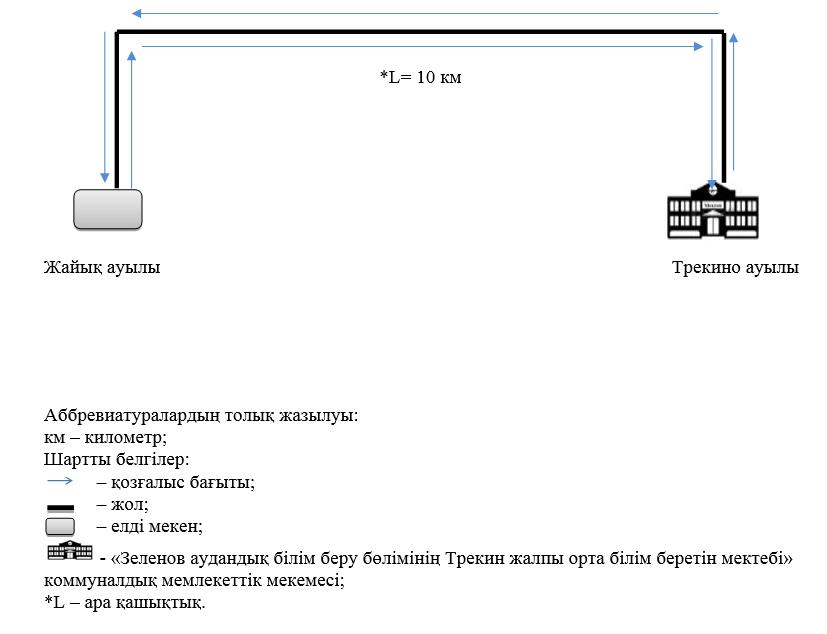 *L= 10 км
Жайық ауылы
Трекино ауылы
Аббревиатуралардың толық жазылуы:
км – километр;
Шартты белгілер:
– қозғалыс бағыты;
– жол;
– елді мекен;
- «Зеленов аудандық білім беру бөлімінің Трекин жалпы орта білім беретін мектебі»
коммуналдық мемлекеттік мекемесі;
*L – ара қашықтық.